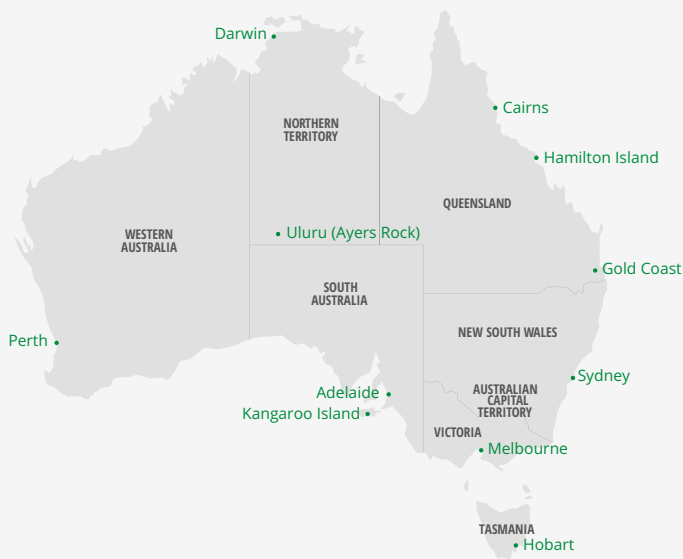 Darwin
Cairns
NORTHERN
TERRITORY
Hamilton Island
QUEENSLAND
WESTERN
AUSTRALIA
Uluru (Ayers Rock)
Gold Coast
SOUTH
AUSTRALIA
NEW SOUTH WALES
Perth
Sydney
AUSTRALIAN
CAPITAL
TERRITORY
Adelaide
Kangaroo Island
VICTORIA
Melbourne
TASMANIA
Hobart